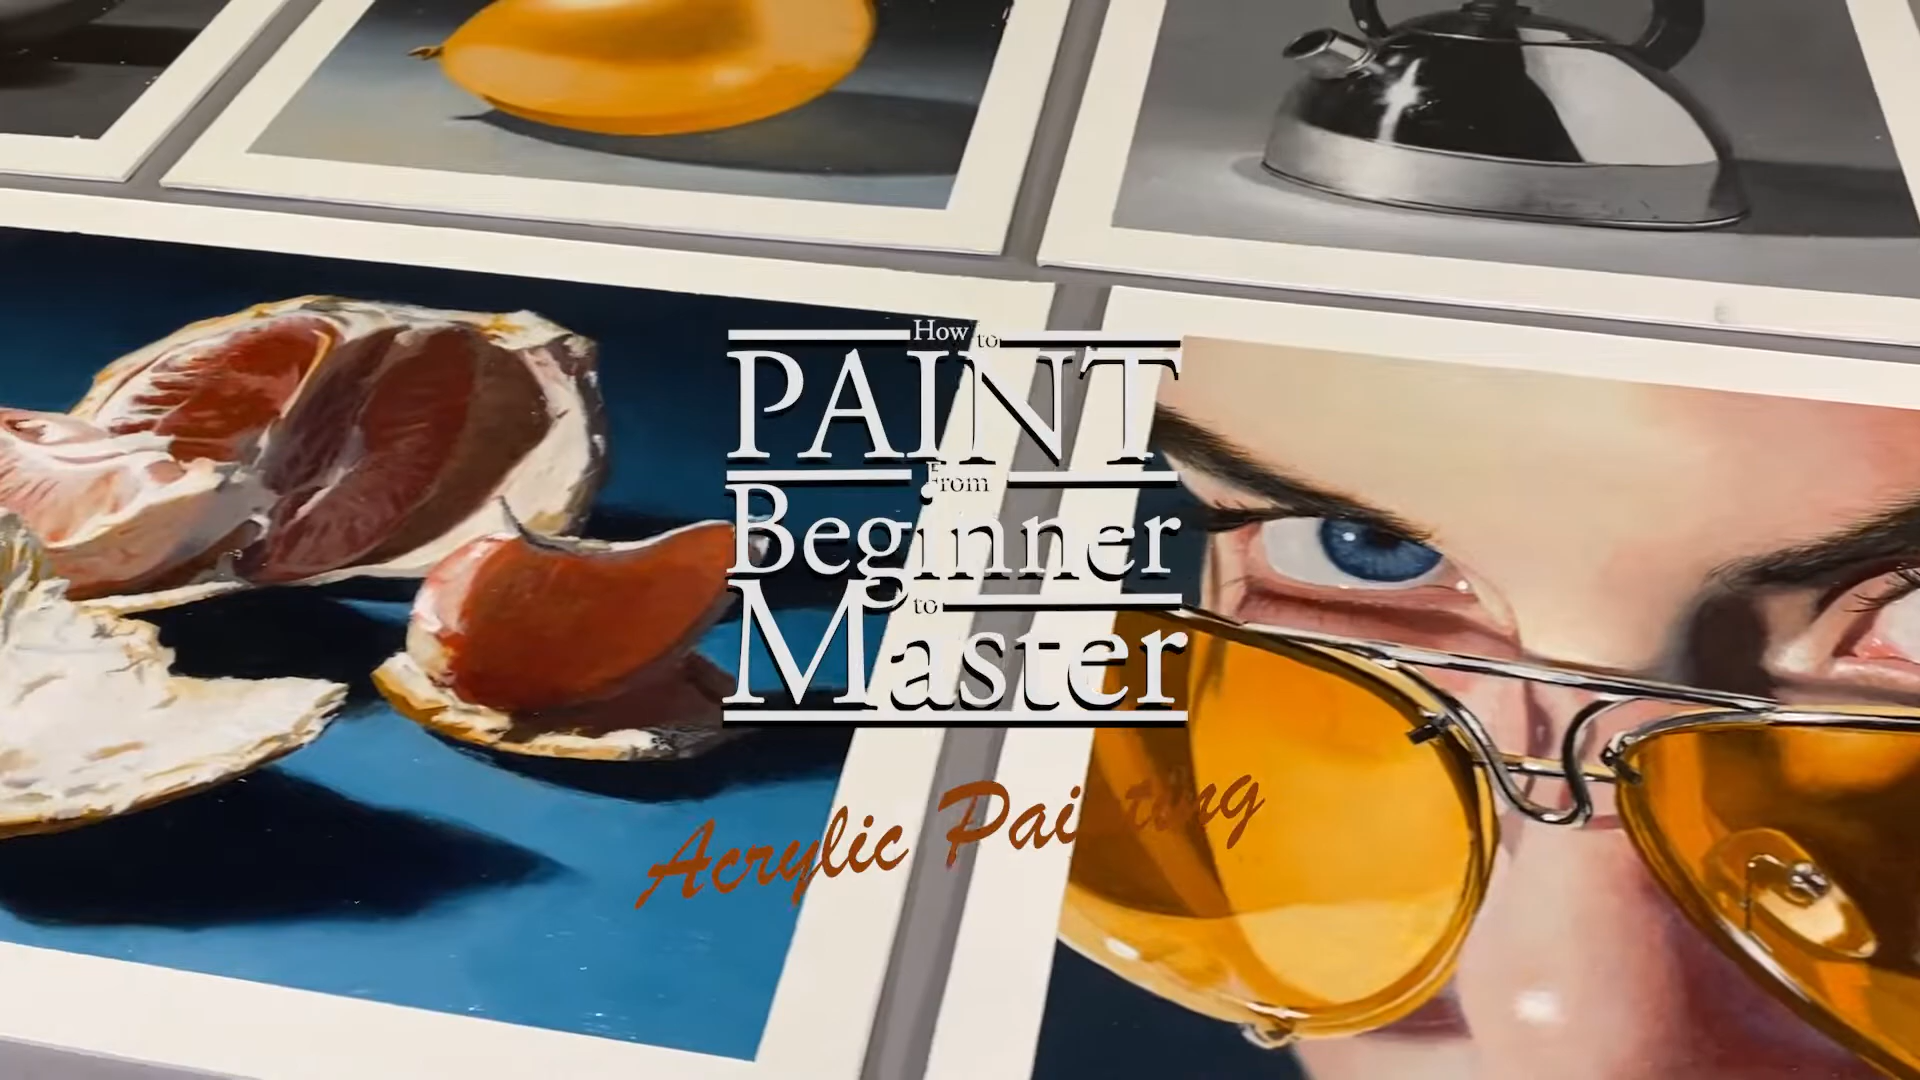 How to
PAINT
From
Beginner
to
Master
Acrylic Painting